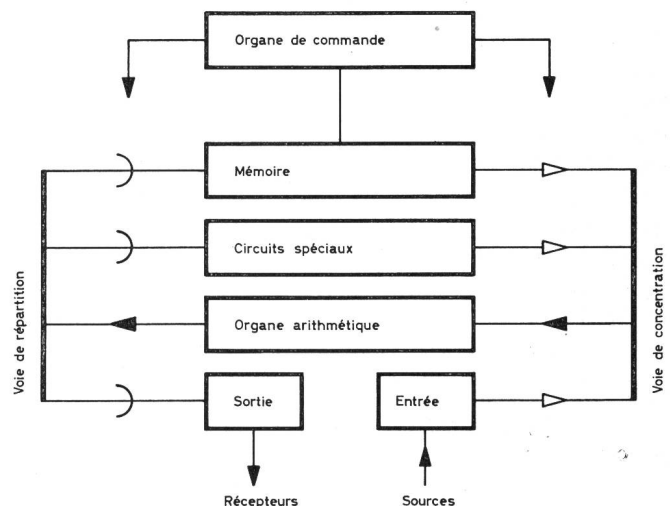 Organe de commande
Mémoire
Circuits spéciaux
Organe arithmétique
Sortie
Entrée
Récepteurs
Sources
Voie de répartition
Voie de concentration